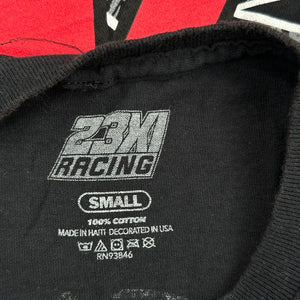 23XI
RACING
SMALL
100% COTTON
MADE IN HAITI DECORATED IN USA
RN93846